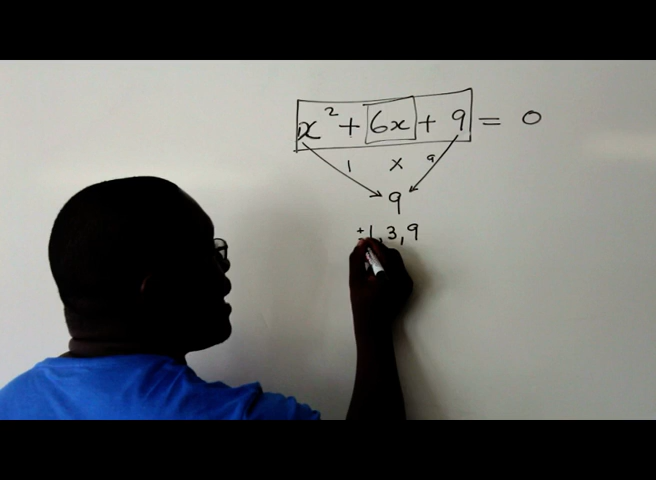 x² + 6x + 9 = 0
1 x 9
9
±1, 3, 9